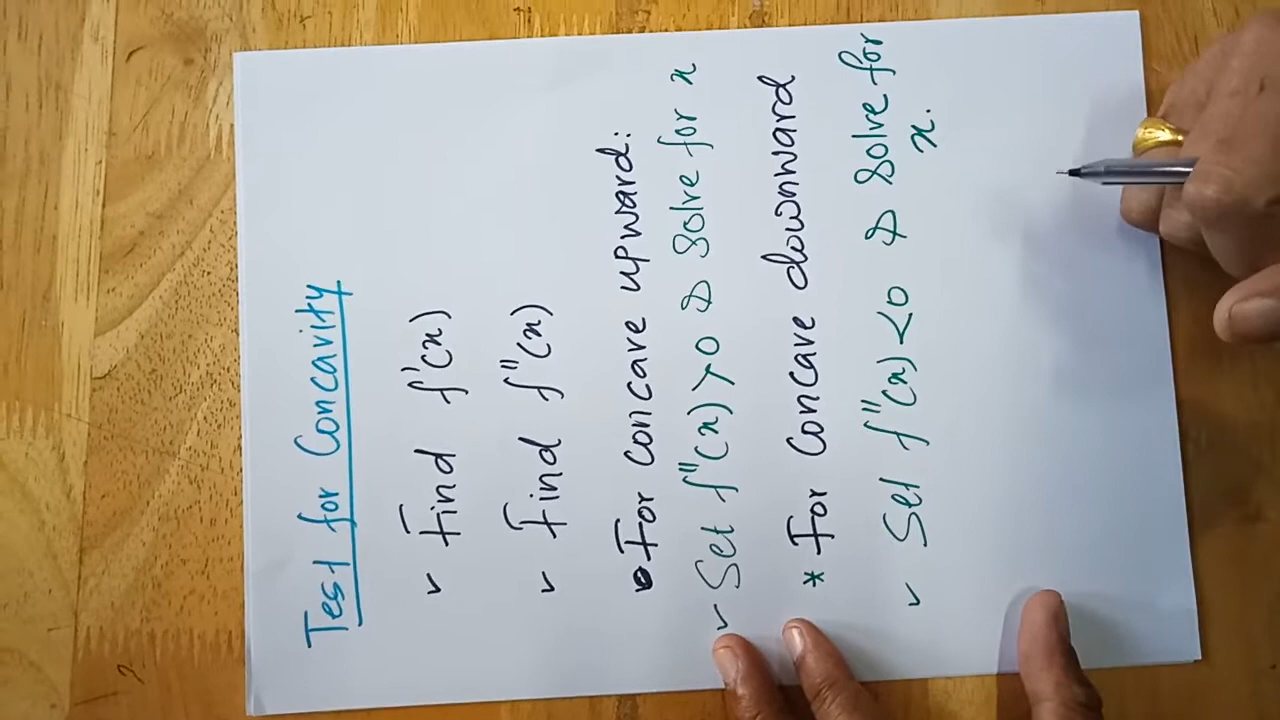 Test for Concavity
✓ Find f'(x)
✓ Find f''(x)
• For concave upward:
✓ Set f''(x) > 0 & solve for x
* For Concave downward
✓ Set f''(x) < 0 & solve for
x.